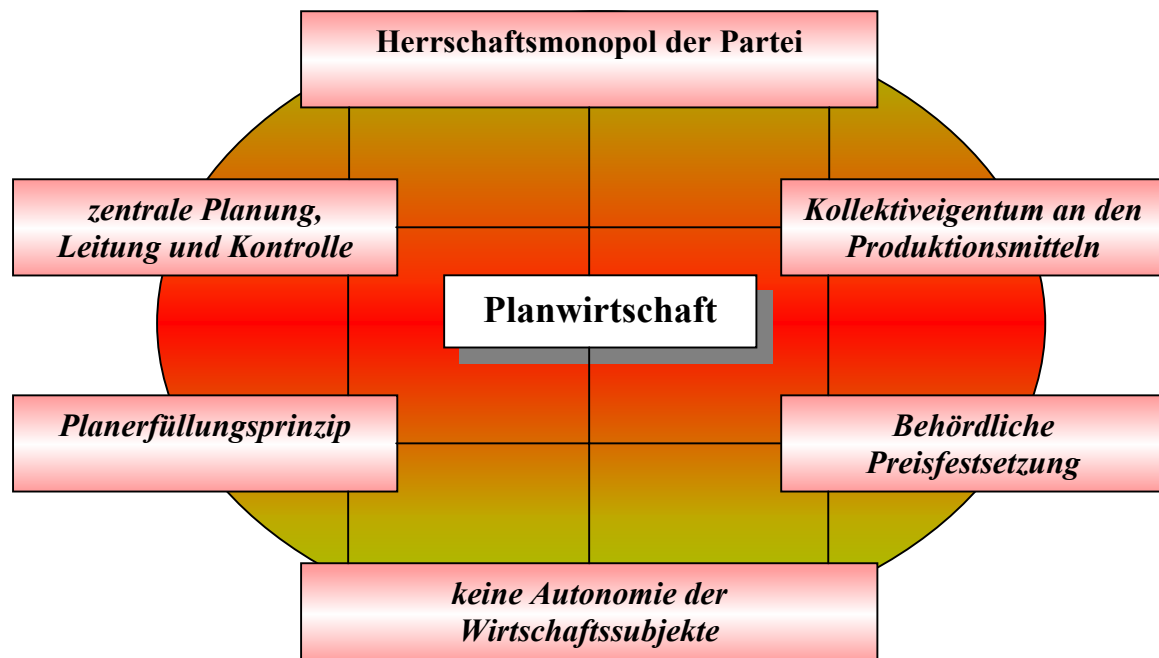 Herrschaftsmonopol der Partei
zentrale Planung,
Leitung und Kontrolle
Kollektiveigentum an den
Produktionsmitteln
Planwirtschaft
Planerfüllungsprinzip
Behördliche
Preisfestsetzung
keine Autonomie der
Wirtschaftssubjekte